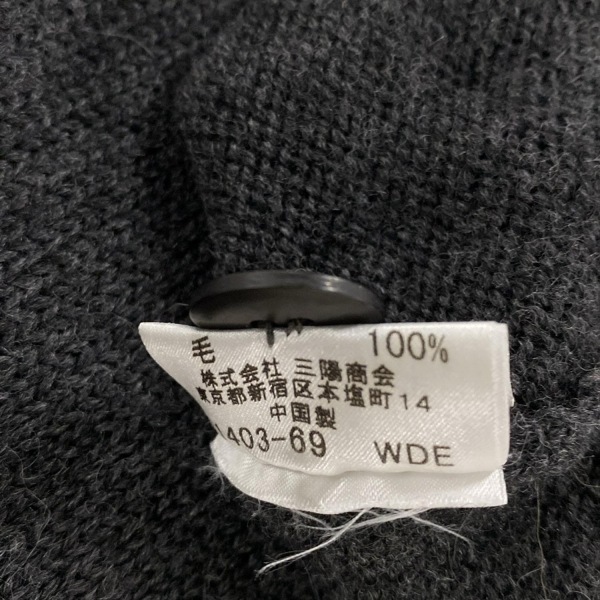 毛 100%
株式会社 三陽商会
東京都新宿区本塩町14
中国製
1403-69 WDE